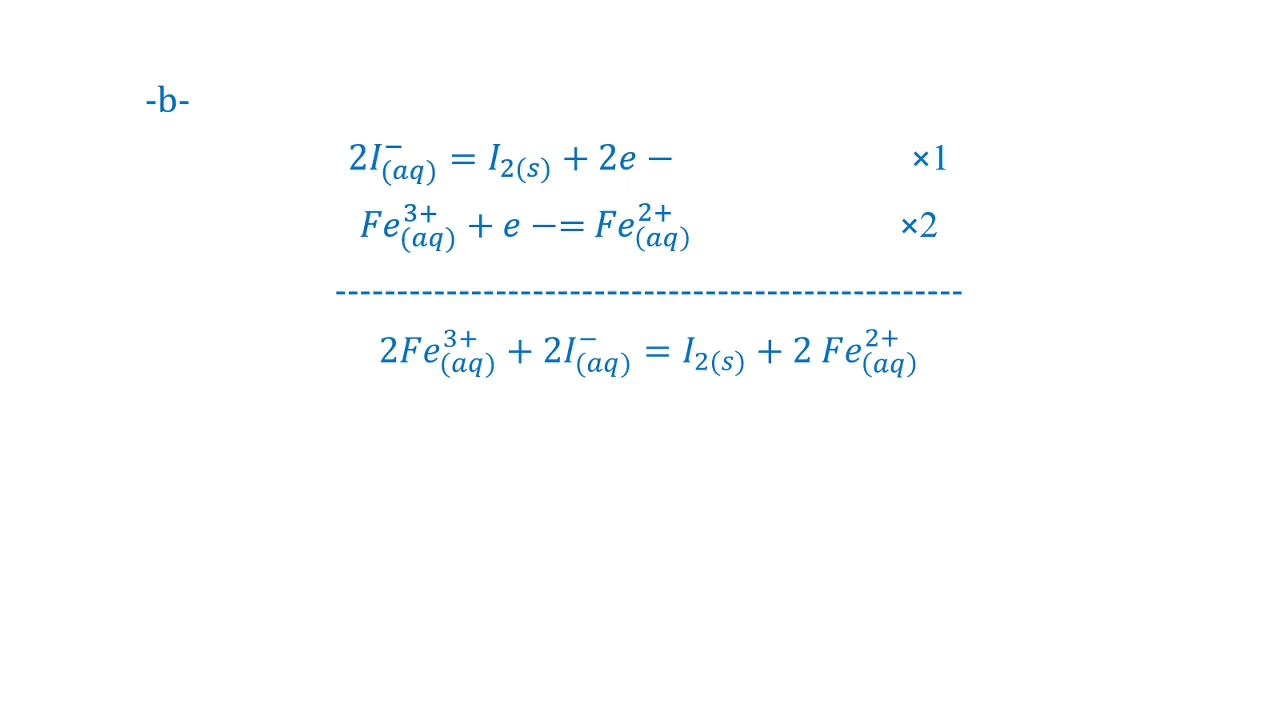 -b-
2I⁻₍aq₎ = I₂₍s₎ + 2e − ×1
Fe³⁺₍aq₎ + e −= Fe²⁺₍aq₎ ×2
---------------------------------------------------
2Fe³⁺₍aq₎ + 2I⁻₍aq₎ = I₂₍s₎ + 2 Fe²⁺₍aq₎